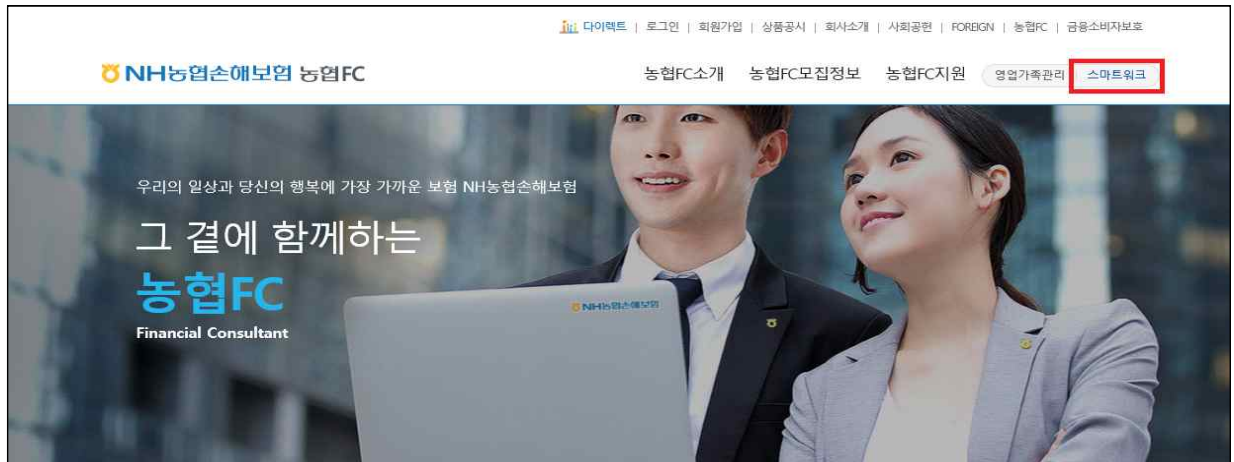 다이렉트 | 로그인 | 회원가입 | 상품공시 | 회사소개 | 사회공헌 | FOREIGN | 농협FC | 금융소비자보호
NH농협손해보험 농협FC 농협FC소개 농협FC모집정보 농협FC지원 영업가족관리 스마트워크
우리의 일상과 당신의 행복에 가장 가까운 보험 NH농협손해보험
그 곁에 함께하는
농협FC
Financial Consultant
NH농협손해보험